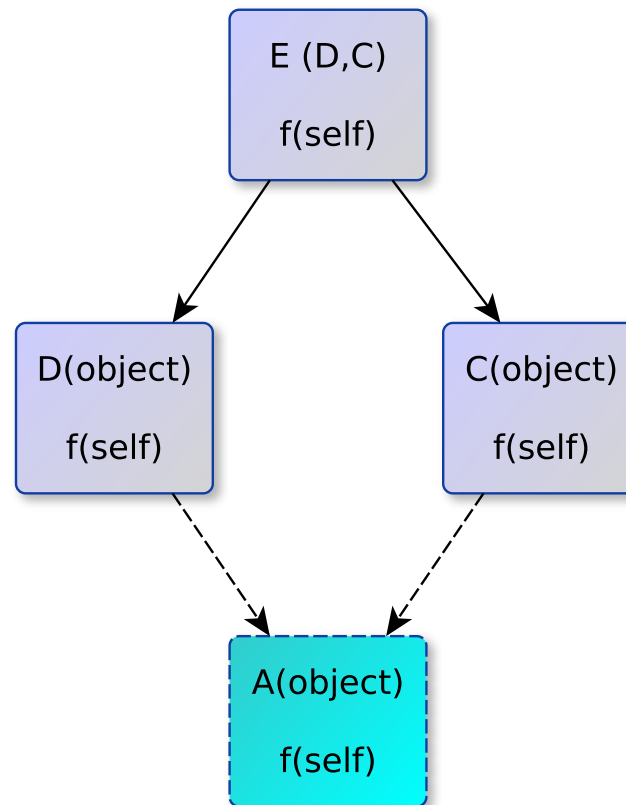 E (D,C)
f(self)
D(object)
f(self)
C(object)
f(self)
A(object)
f(self)